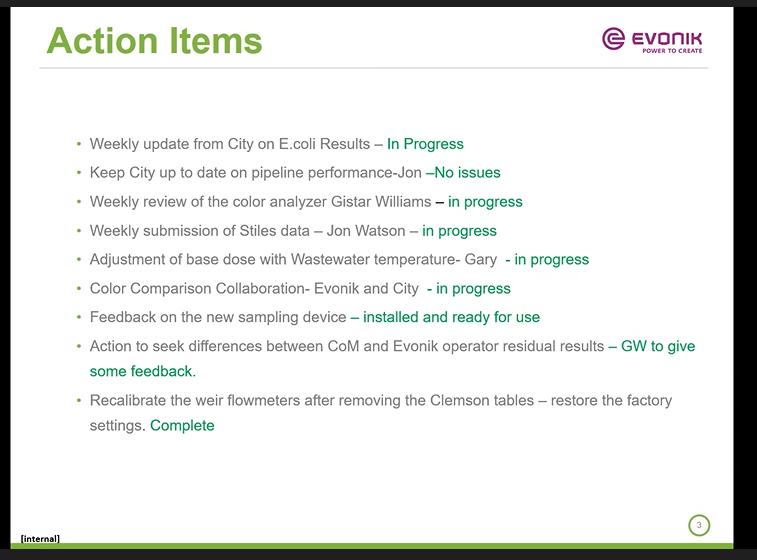 Action Items
EVONIK
POWER TO CREATE
• Weekly update from City on E.coli Results – In Progress
• Keep City up to date on pipeline performance-Jon –No issues
• Weekly review of the color analyzer Gistar Williams – in progress
• Weekly submission of Stiles data – Jon Watson – in progress
• Adjustment of base dose with Wastewater temperature- Gary  - in progress
• Color Comparison Collaboration- Evonik and City  - in progress
• Feedback on the new sampling device – installed and ready for use
• Action to seek differences between CoM and Evonik operator residual results – GW to give
some feedback.
• Recalibrate the weir flowmeters after removing the Clemson tables – restore the factory
settings. Complete
3
[internal]